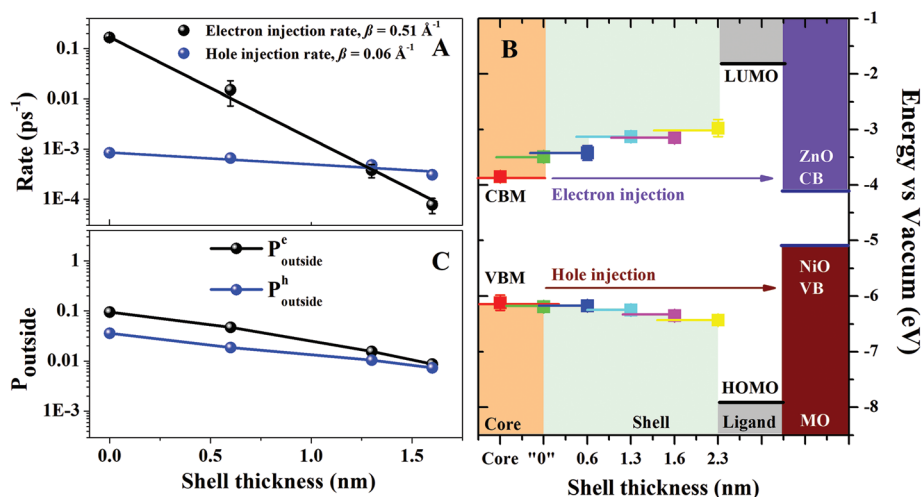 Electron injection rate, β = 0.51 Å⁻¹
Hole injection rate, β = 0.06 Å⁻¹
A
0.1
0.01
1E-3
1E-4
Rate (ps⁻¹)
C
P^e_outside
P^h_outside
1
0.1
0.01
1E-3
P_outside
0.0
0.5
1.0
1.5
Shell thickness (nm)
B
LUMO
ZnO
CB
CBM
Electron injection
VBM
Hole injection
NiO
VB
HOMO
Core
Shell
Ligand
MO
Core
"0"
0.6
1.3
1.6
2.3
Shell thickness (nm)
-1
-2
-3
-4
-5
-6
-7
-8
Energy vs Vaccum (eV)